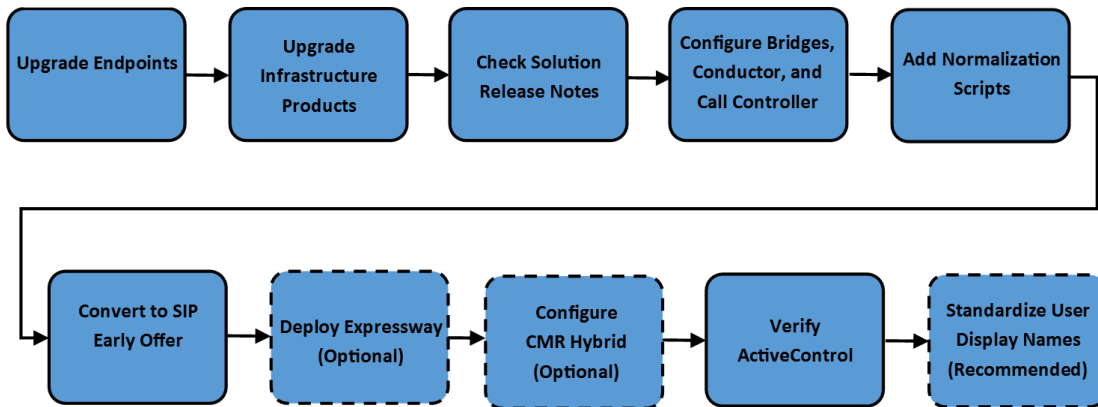 Upgrade Endpoints
Upgrade
Infrastructure
Products
Check Solution
Release Notes
Configure Bridges,
Conductor, and
Call Controller
Add Normalization
Scripts
Convert to SIP
Early Offer
Deploy Expressway
(Optional)
Configure
CMR Hybrid
(Optional)
Verify
ActiveControl
Standardize User
Display Names
(Recommended)